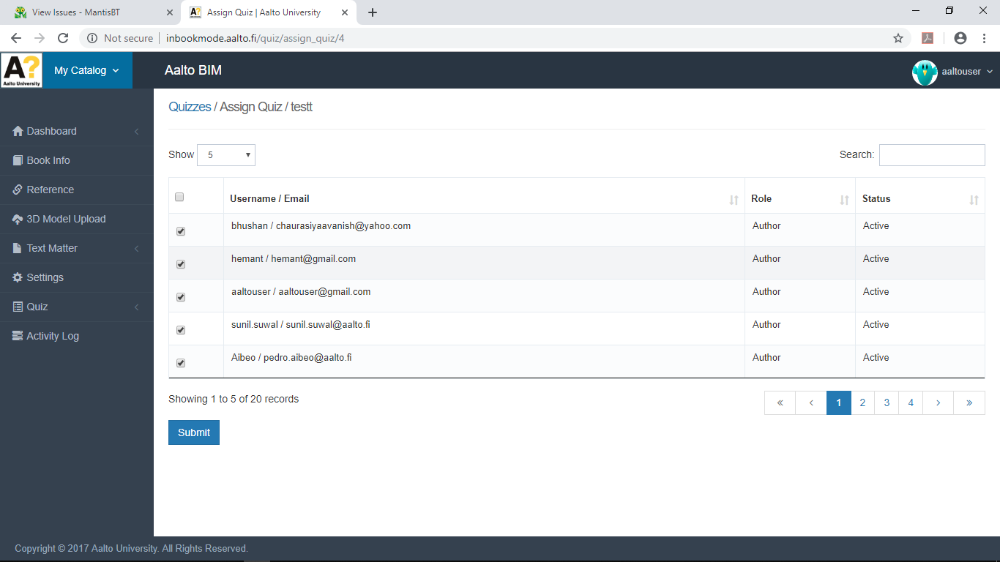 View Issues - MantisBT
Assign Quiz | Aalto University
Not secure | inbookmode.aalto.fi/quiz/assign_quiz/4
A?
Aalto University
My Catalog
Aalto BIM
aaltouser
Quizzes / Assign Quiz / testt
Dashboard
Book Info
Reference
3D Model Upload
Text Matter
Settings
Quiz
Activity Log
Show 5
Search:
Username / Email Role Status
bhushan / chaurasiyaavanish@yahoo.com Author Active
hemant / hemant@gmail.com Author Active
aaltouser / aaltouser@gmail.com Author Active
sunil.suwal / sunil.suwal@aalto.fi Author Active
Aibeo / pedro.aibeo@aalto.fi Author Active
Showing 1 to 5 of 20 records
« ‹ 1 2 3 4 › »
Submit
Copyright © 2017 Aalto University. All Rights Reserved.